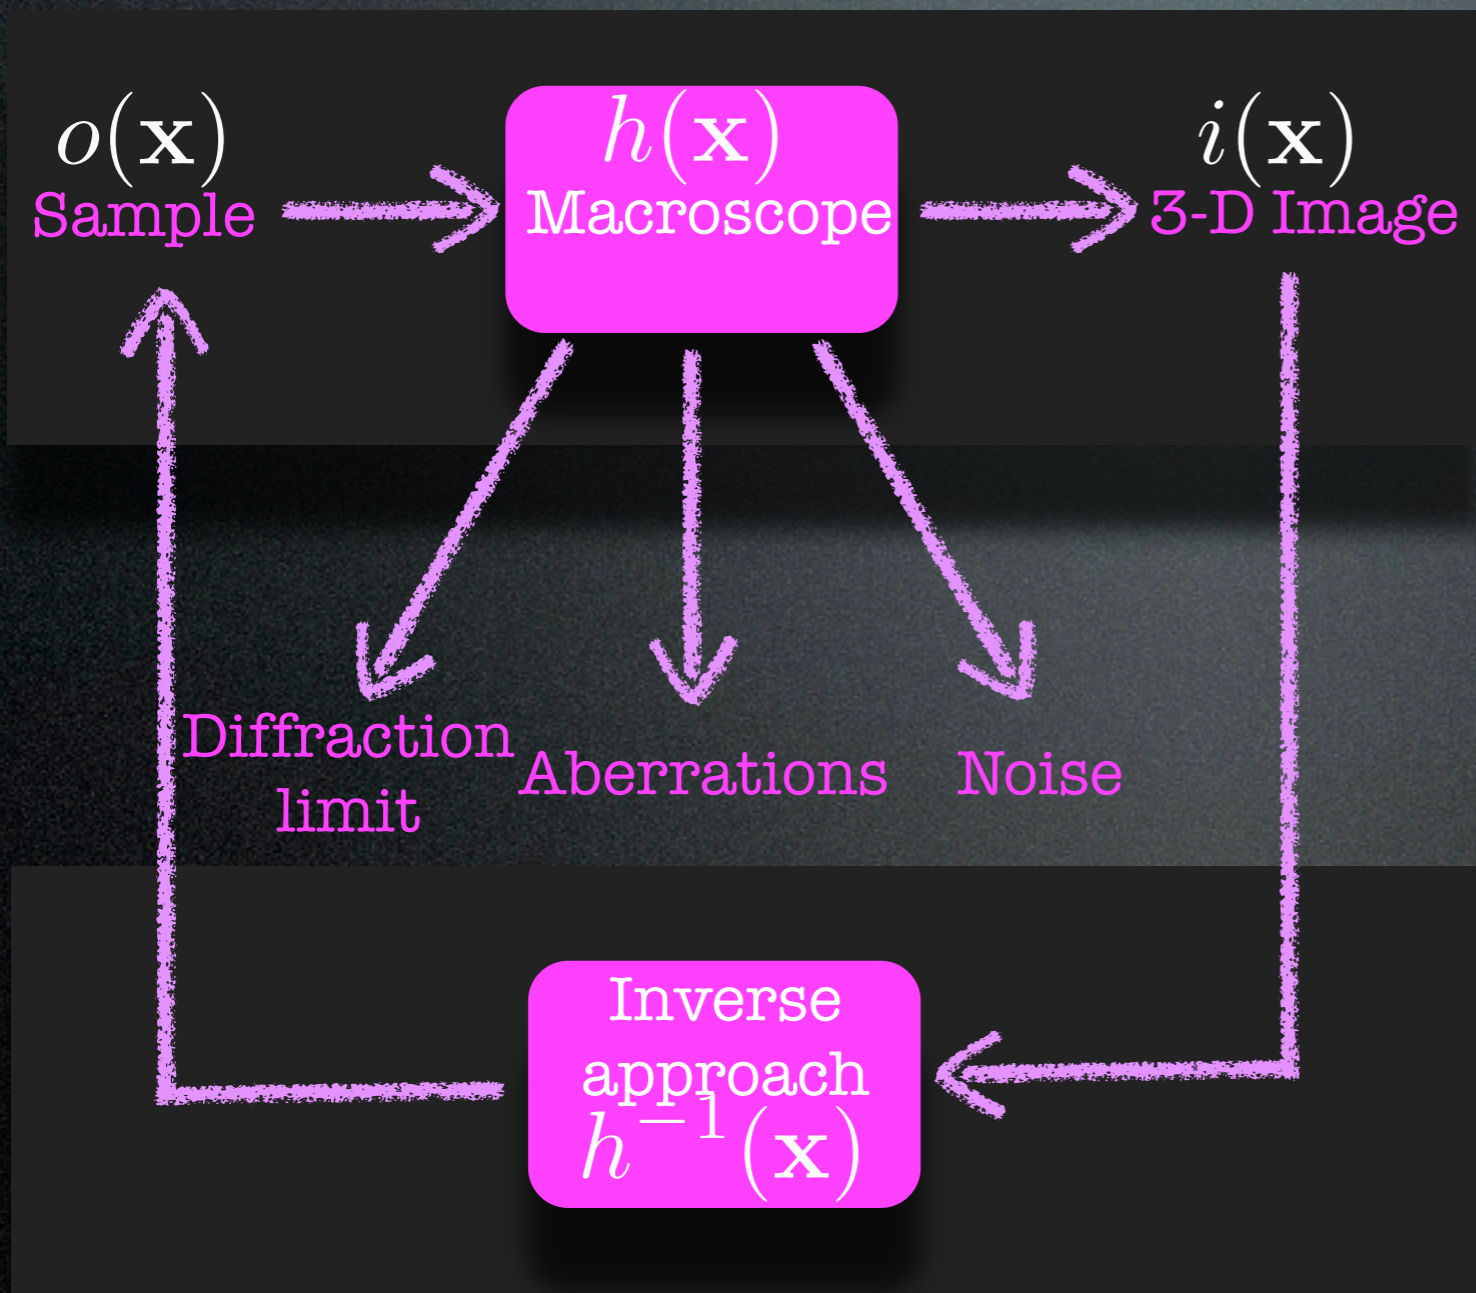 o(x)
Sample
h(x)
Macroscope
i(x)
3-D Image
Diffraction
limit
Aberrations
Noise
Inverse
approach
h⁻¹(x)